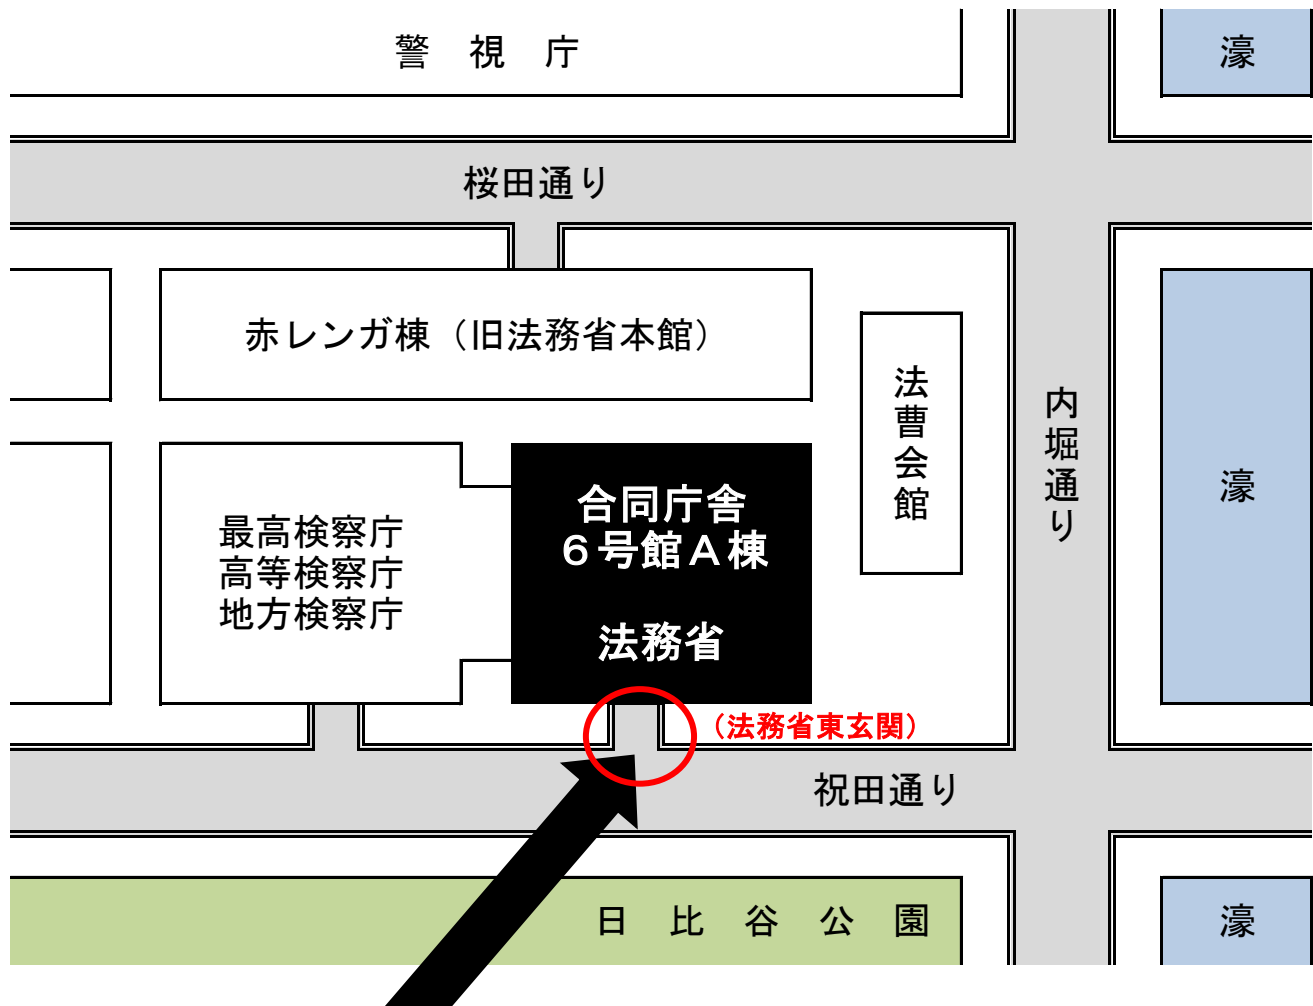 警視庁
濠
桜田通り
赤レンガ棟（旧法務省本館）
法曹会館
内堀通り
濠
合同庁舎
６号館Ａ棟
法務省
最高検察庁
高等検察庁
地方検察庁
（法務省東玄関）
祝田通り
日比谷公園
濠